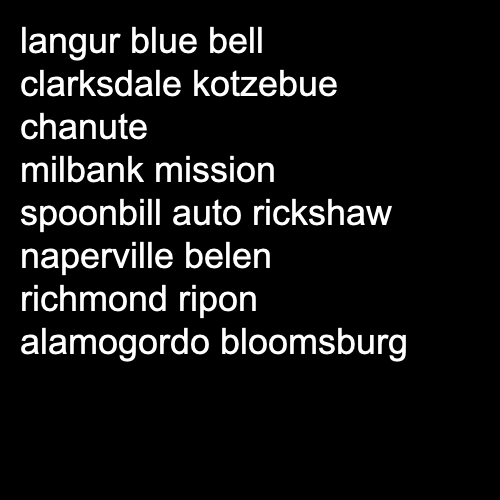 langur blue bell
clarksdale kotzebue
chanute
milbank mission
spoonbill auto rickshaw
naperville belen
richmond ripon
alamogordo bloomsburg